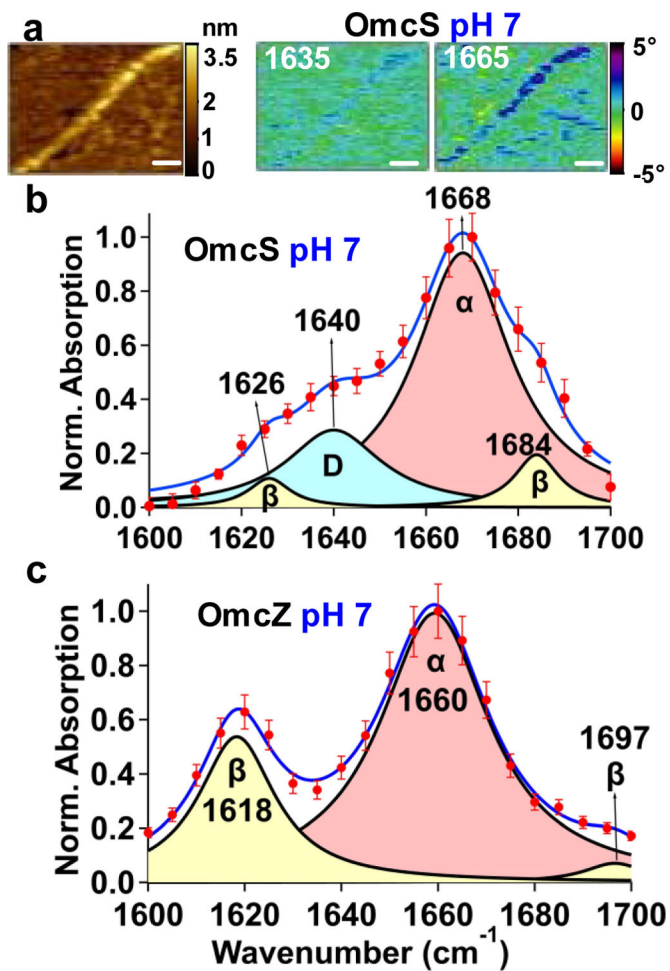 a
nm
3.5
2
1
0
OmcS pH 7
1635
1665
5°
0
-5°
b
1668
OmcS pH 7
1.0
0.8
0.6
0.4
0.2
0.0
Norm. Absorption
α
1640
1626
D
β
1684
β
1600 1620 1640 1660 1680 1700
c
OmcZ pH 7
1.0
0.8
0.6
0.4
0.2
0.0
Norm. Absorption
α
1660
β
1618
1697
β
1600 1620 1640 1660 1680 1700
Wavenumber (cm⁻¹)